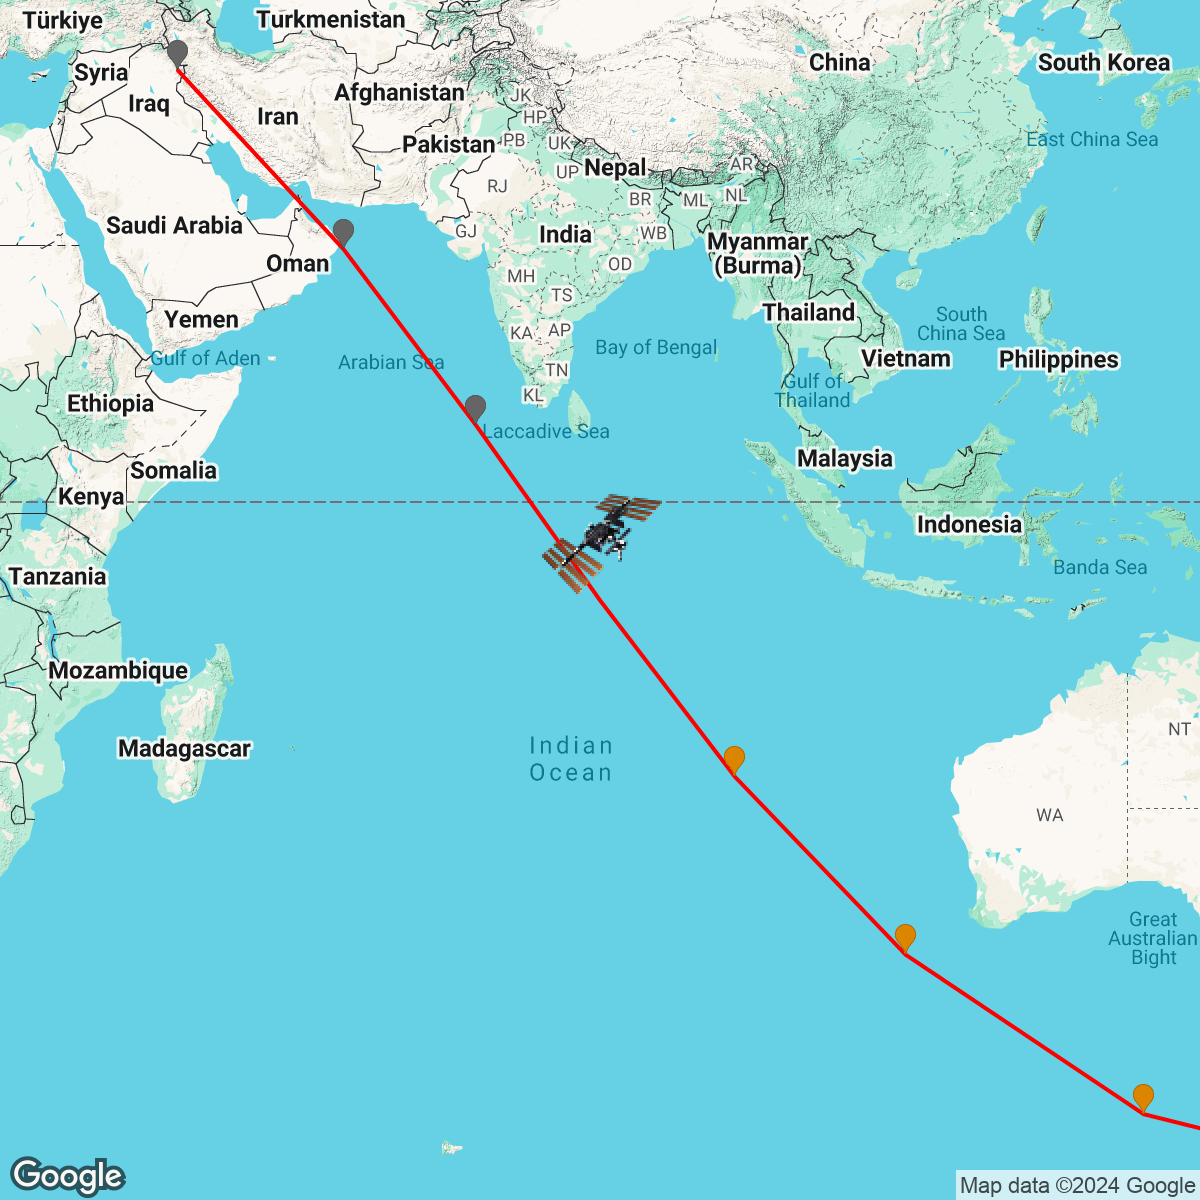 Türkiye
Turkmenistan
China
South Korea
Syria
Afghanistan
JK
Iraq
Iran
HP
Pakistan
PB
UK
East China Sea
Nepal
UP
AR
RJ
BR
ML
NL
Saudi Arabia
GJ
India
WB
Myanmar
(Burma)
Oman
OD
MH
TS
Yemen
KA
AP
Thailand
South
China Sea
Gulf of Aden
Arabian Sea
Bay of Bengal
Vietnam
Philippines
TN
Gulf of
Thailand
Ethiopia
KL
Laccadive Sea
Somalia
Malaysia
Kenya
Indonesia
Tanzania
Banda Sea
Mozambique
NT
Madagascar
Indian
Ocean
WA
Great
Australian
Bight
Google
Map data ©2024 Google